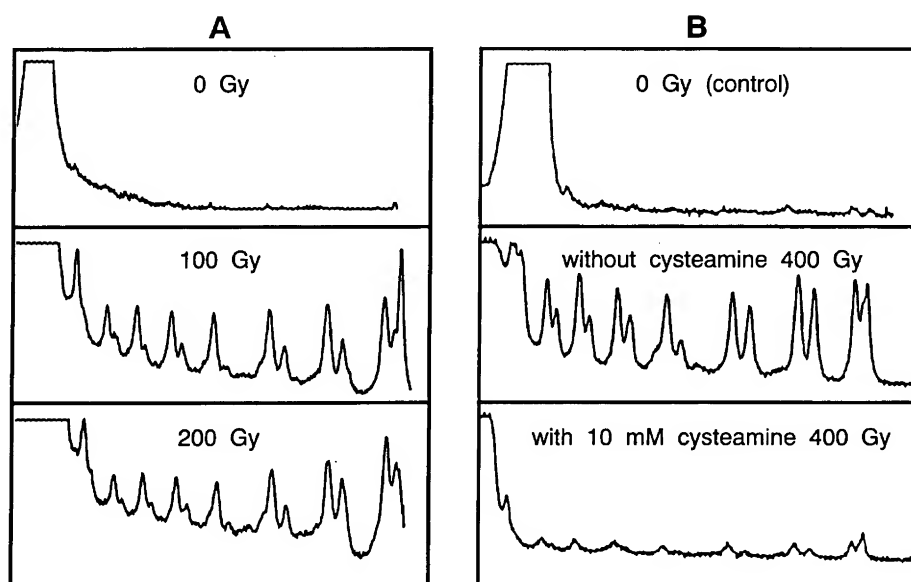 A
0 Gy
100 Gy
200 Gy
B
0 Gy (control)
without cysteamine 400 Gy
with 10 mM cysteamine 400 Gy